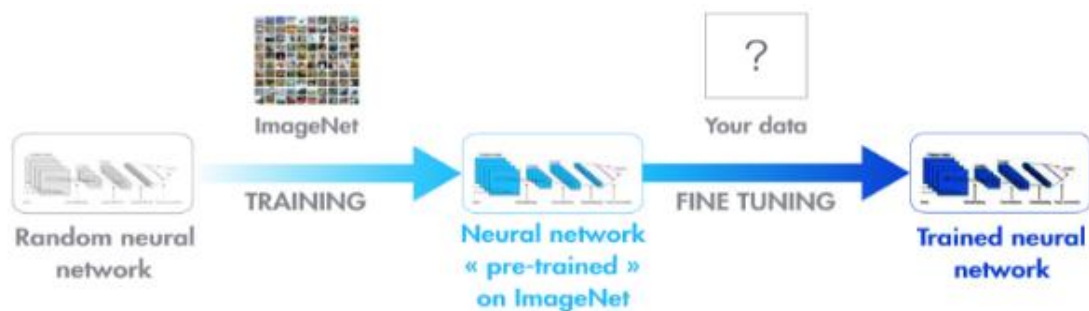 ?
ImageNet
Your data
TRAINING
FINE TUNING
Random neural
network
Neural network
« pre-trained »
on ImageNet
Trained neural
network